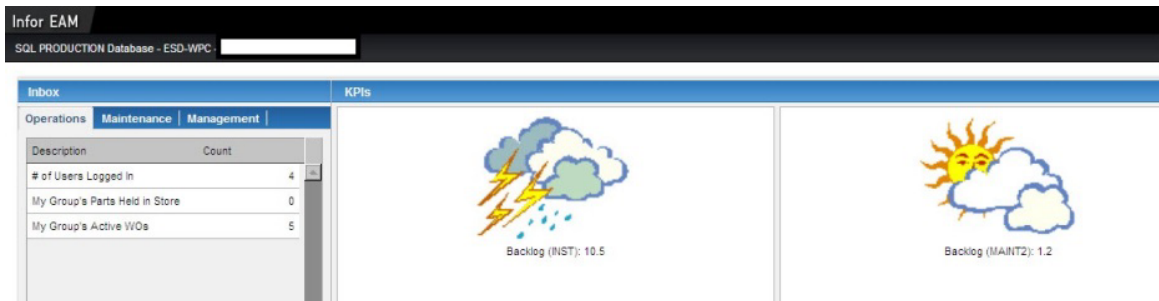 Infor EAM
SQL PRODUCTION Database - ESD-WPC -
Inbox
KPIs
Operations Maintenance Management
Description Count
# of Users Logged In 4
My Group's Parts Held in Store 0
My Group's Active WOs 5
Backlog (INST): 10.5
Backlog (MAINT2): 1.2